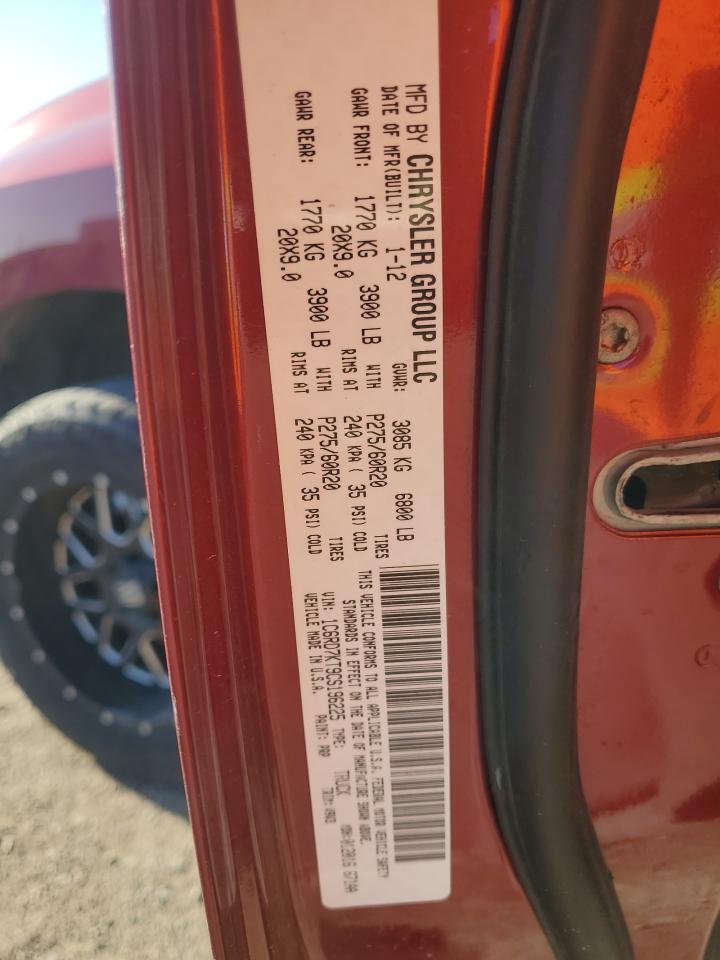 MFD BY CHRYSLER GROUP LLC
DATE OF MFR(BUILT): 1-12 GVWR: 3085 KG 6800 LB
GAWR FRONT: 1770 KG 3900 LB WITH P275/60R20 TIRES
20X9.0 RIMS AT 240 KPA ( 35 PSI) COLD
GAWR REAR: 1770 KG 3900 LB WITH P275/60R20 TIRES
20X9.0 RIMS AT 240 KPA ( 35 PSI) COLD
THIS VEHICLE CONFORMS TO ALL APPLICABLE U.S.A. FEDERAL MOTOR VEHICLE SAFETY
STANDARDS IN EFFECT ON THE DATE OF MANUFACTURE SHOWN ABOVE.
VIN: 1C6RD7KT9CS196225 TYPE: TRUCK MDH:
VEHICLE MADE IN U.S.A. PAINT: PRP TRIM: